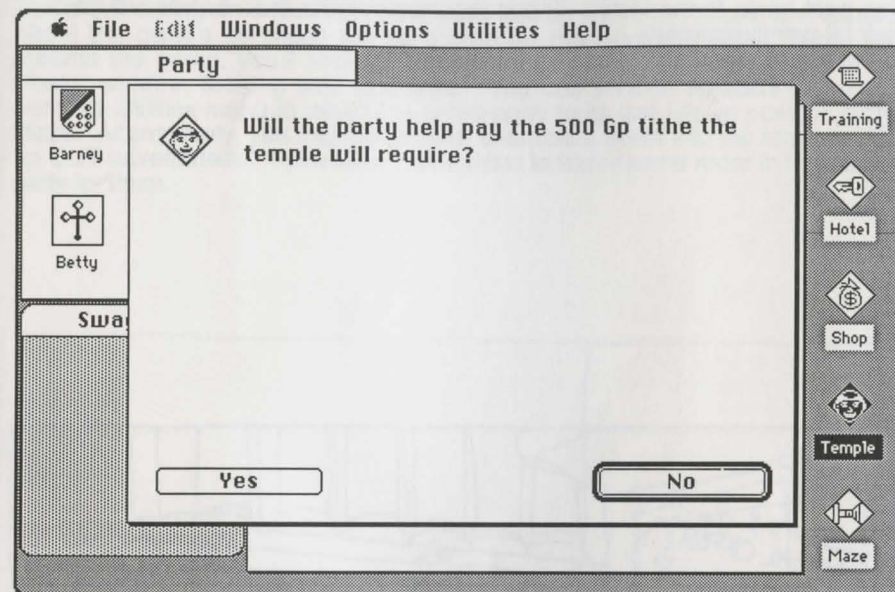 File Edit Windows Options Utilities Help
Party
Barney
Betty
Will the party help pay the 500 Gp tithe the
temple will require?
Yes
No
Training
Hotel
Shop
Temple
Maze